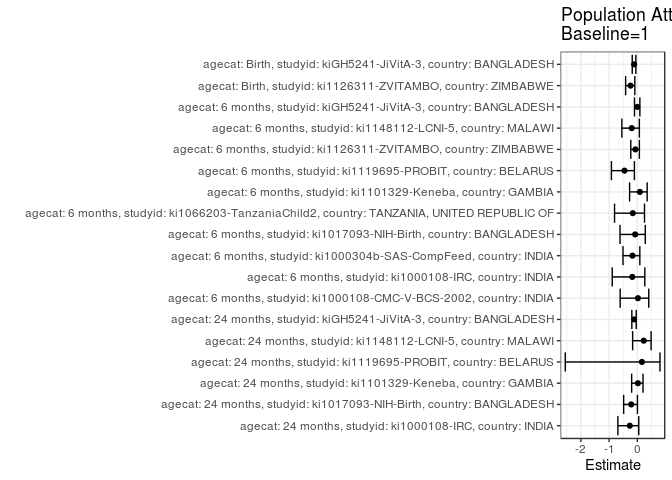 Population Att
Baseline=1
agecat: Birth, studyid: kiGH5241-JiVitA-3, country: BANGLADESH
agecat: Birth, studyid: ki1126311-ZVITAMBO, country: ZIMBABWE
agecat: 6 months, studyid: kiGH5241-JiVitA-3, country: BANGLADESH
agecat: 6 months, studyid: ki1148112-LCNI-5, country: MALAWI
agecat: 6 months, studyid: ki1126311-ZVITAMBO, country: ZIMBABWE
agecat: 6 months, studyid: ki1119695-PROBIT, country: BELARUS
agecat: 6 months, studyid: ki1101329-Keneba, country: GAMBIA
agecat: 6 months, studyid: ki1066203-TanzaniaChild2, country: TANZANIA, UNITED REPUBLIC OF
agecat: 6 months, studyid: ki1017093-NIH-Birth, country: BANGLADESH
agecat: 6 months, studyid: ki1000304b-SAS-CompFeed, country: INDIA
agecat: 6 months, studyid: ki1000108-IRC, country: INDIA
agecat: 6 months, studyid: ki1000108-CMC-V-BCS-2002, country: INDIA
agecat: 24 months, studyid: kiGH5241-JiVitA-3, country: BANGLADESH
agecat: 24 months, studyid: ki1148112-LCNI-5, country: MALAWI
agecat: 24 months, studyid: ki1119695-PROBIT, country: BELARUS
agecat: 24 months, studyid: ki1101329-Keneba, country: GAMBIA
agecat: 24 months, studyid: ki1017093-NIH-Birth, country: BANGLADESH
agecat: 24 months, studyid: ki1000108-IRC, country: INDIA
-2 -1 0
Estimate